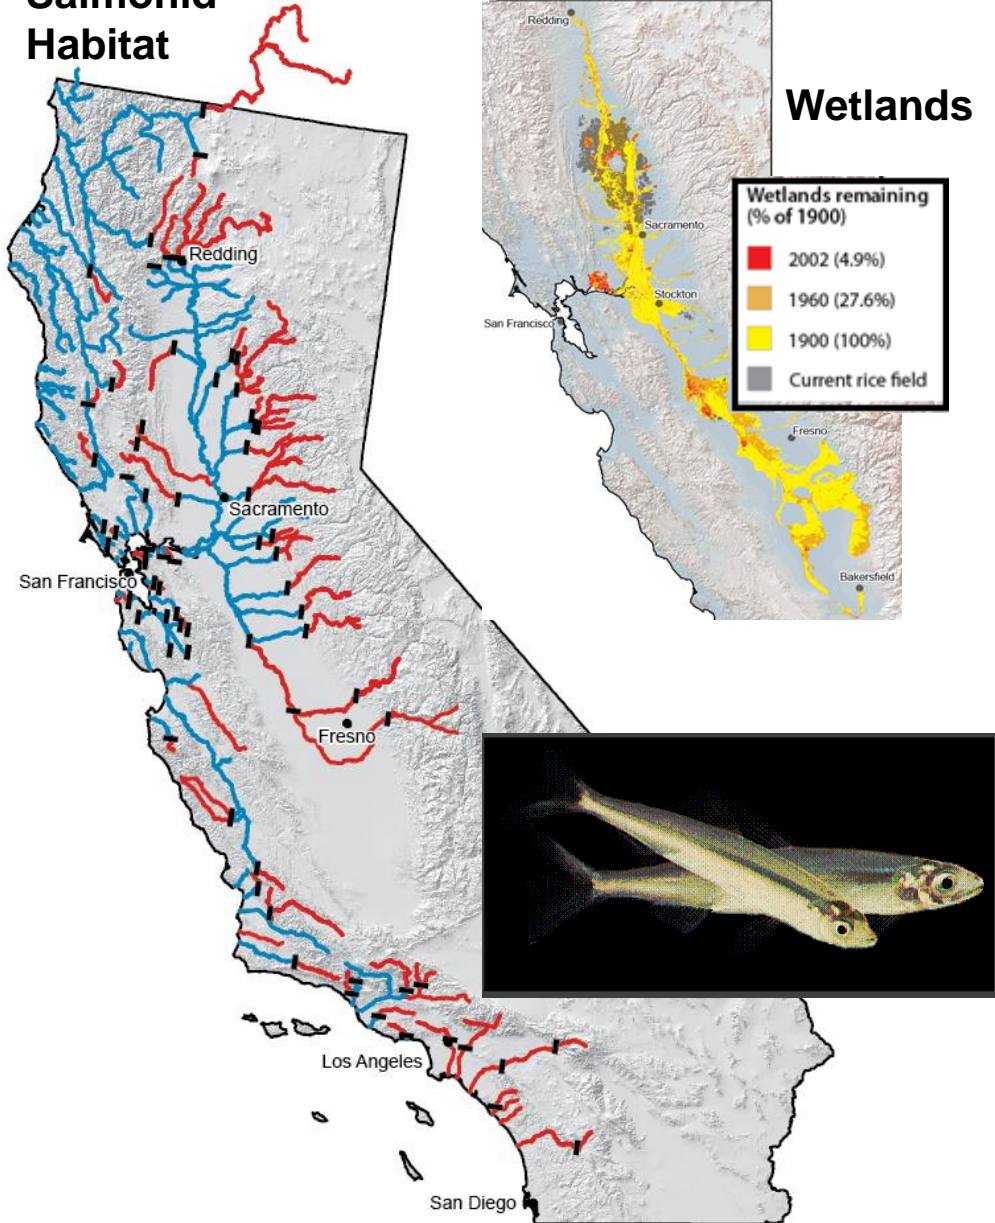 Salmonid
Habitat
Redding
Sacramento
San Francisco
Fresno
Los Angeles
San Diego
Wetlands
Redding
Sacramento
Stockton
San Francisco
Fresno
Bakersfield
Wetlands remaining
(% of 1900)
2002 (4.9%)
1960 (27.6%)
1900 (100%)
Current rice field